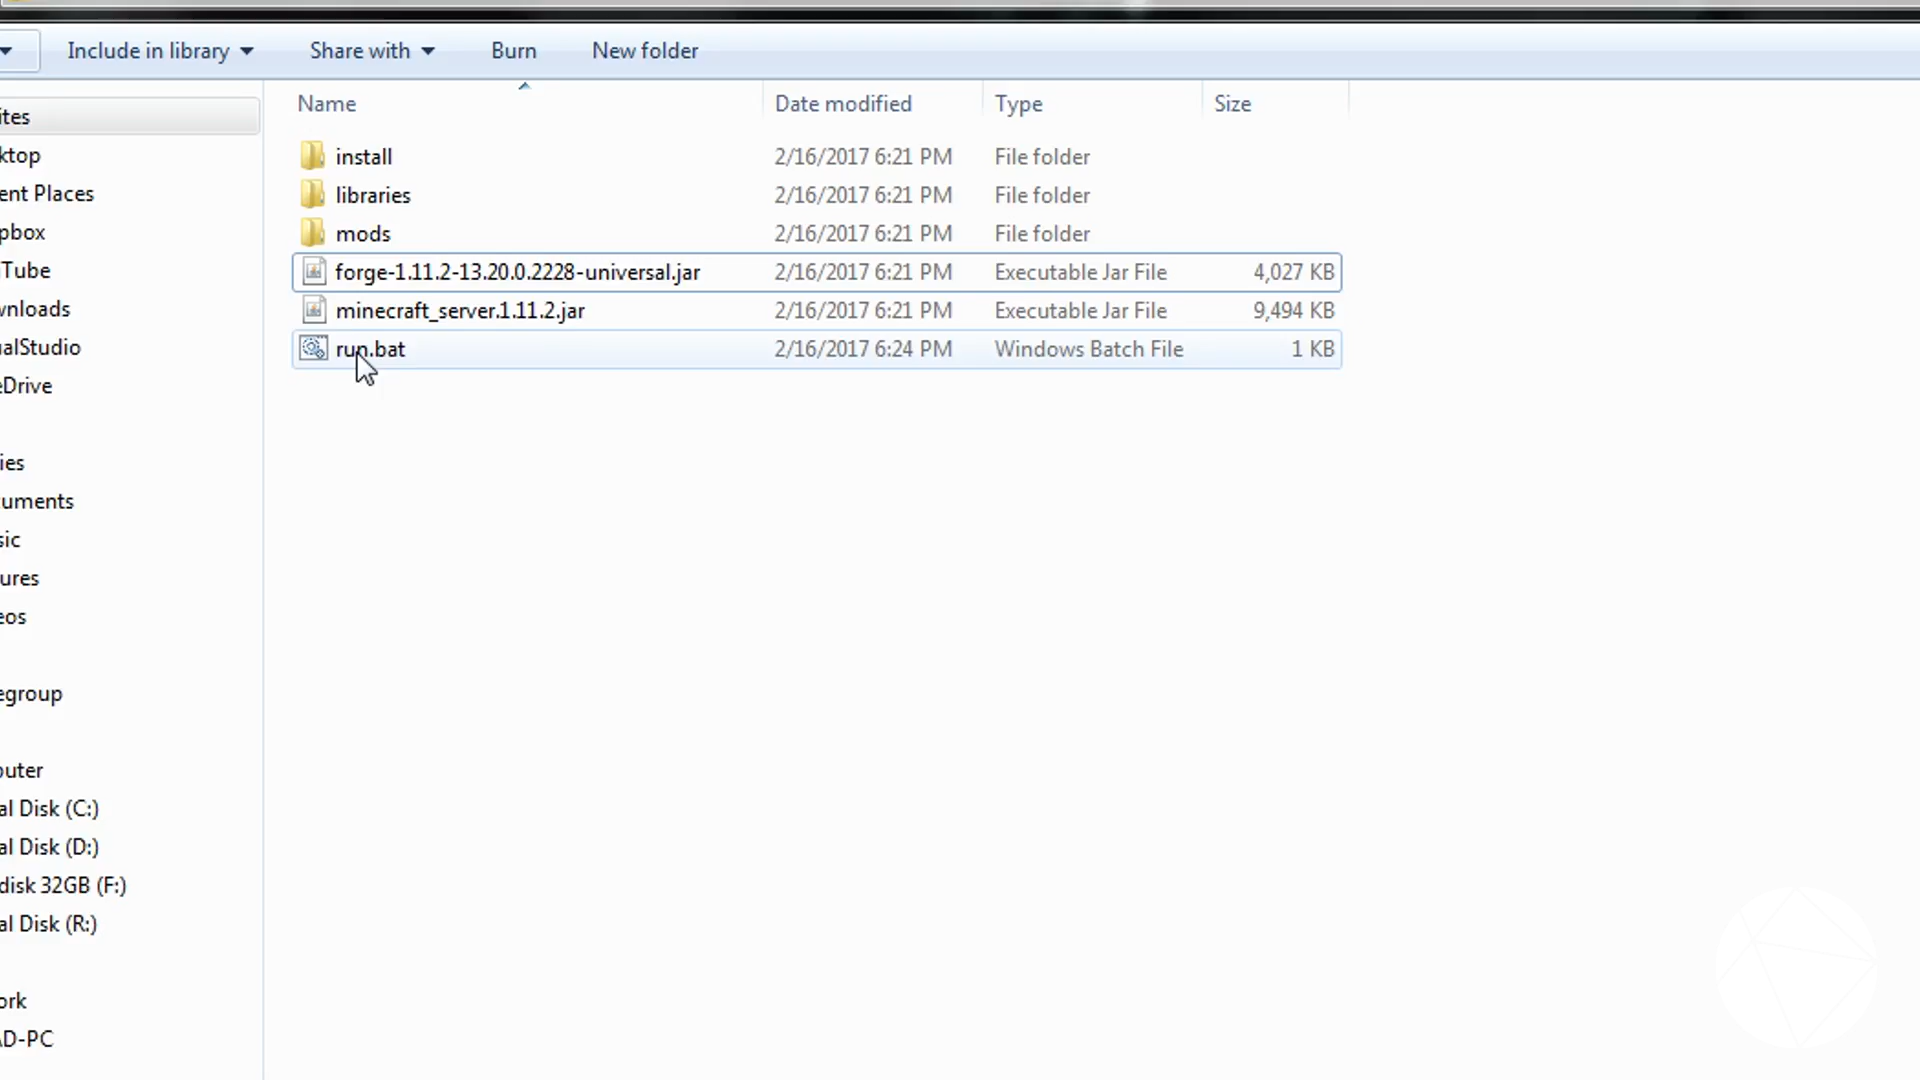 Include in library Share with Burn New folder
Name Date modified Type Size
install 2/16/2017 6:21 PM File folder
libraries 2/16/2017 6:21 PM File folder
mods 2/16/2017 6:21 PM File folder
forge-1.11.2-13.20.0.2228-universal.jar 2/16/2017 6:21 PM Executable Jar File 4,027 KB
minecraft_server.1.11.2.jar 2/16/2017 6:21 PM Executable Jar File 9,494 KB
run.bat 2/16/2017 6:24 PM Windows Batch File 1 KB
ites
ktop
ent Places
pbox
Tube
wnloads
ualStudio
eDrive
ies
uments
sic
ures
eos
egroup
outer
al Disk (C:)
al Disk (D:)
disk 32GB (F:)
al Disk (R:)
ork
AD-PC